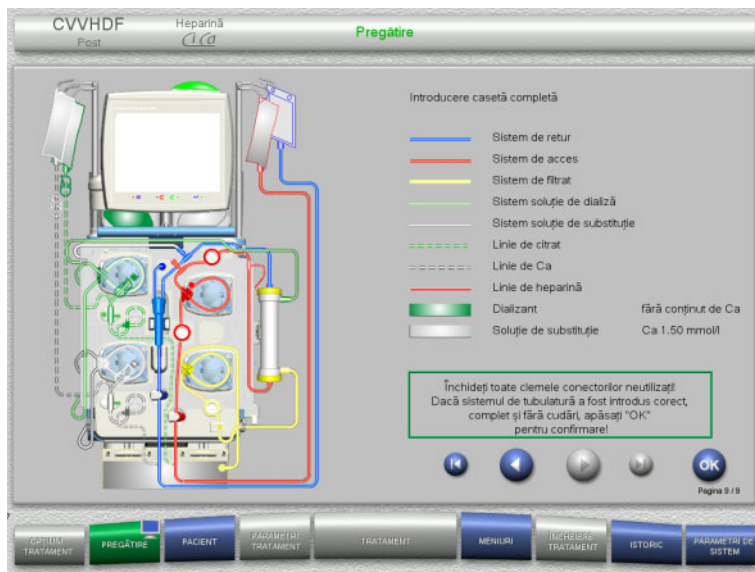 CVVHDF
Post
Heparină
CiCa
Pregătire
Introducere casetă completă
Sistem de retur
Sistem de acces
Sistem de filtrat
Sistem soluție de dializă
Sistem soluție de substituție
Linie de citrat
Linie de Ca
Linie de heparină
Dializant fără conținut de Ca
Soluție de substituție Ca 1.50 mmol/l
Închideți toate clemele conectorilor neutilizați!
Dacă sistemul de tubulatură a fost introdus corect,
complet și fără cudări, apăsați "OK"
pentru confirmare!
OK
Pagina 9 / 9
OPȚIUNI
TRATAMENT
PREGĂTIRE
PACIENT
PARAMETRI
TRATAMENT
TRATAMENT
MENIURI
ÎNCHEIERE
TRATAMENT
ISTORIC
PARAMETRI DE
SISTEM